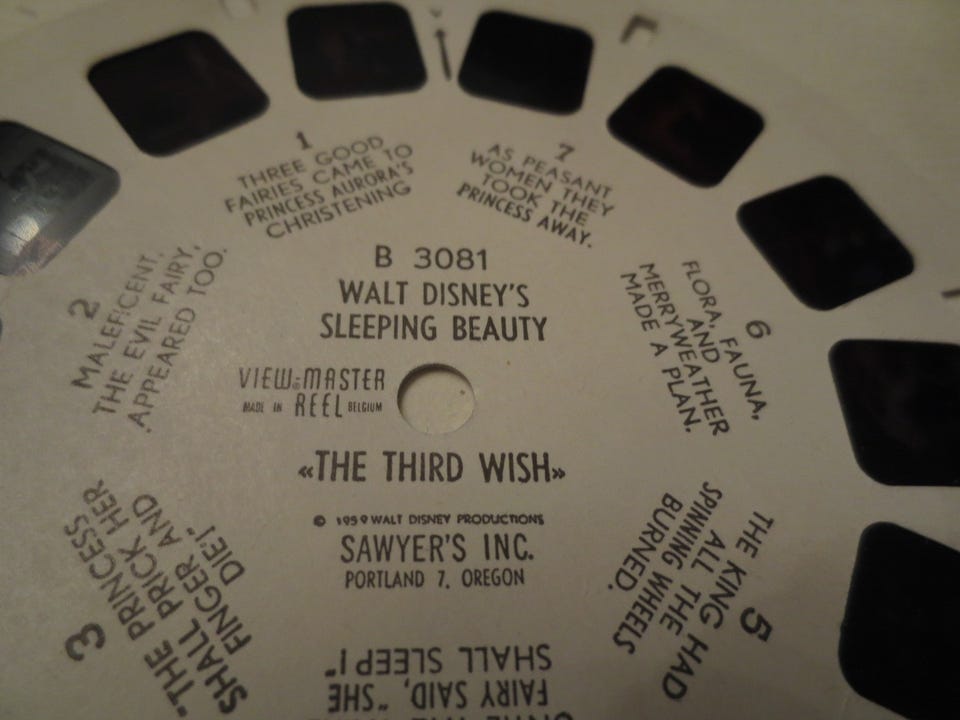 1
THREE GOOD
FAIRIES CAME TO
PRINCESS AURORA'S
CHRISTENING
7
AS PEASANT
WOMEN THEY
TOOK THE
PRINCESS AWAY.
B 3081
WALT DISNEY'S
SLEEPING BEAUTY
2
MALEFICENT,
THE EVIL FAIRY,
APPEARED TOO.
6
FLORA, FAUNA,
AND
MERRYWEATHER
MADE A PLAN.
VIEW-MASTER
MADE IN REEL BELGIUM
«THE THIRD WISH»
© 1959 WALT DISNEY PRODUCTIONS
SAWYER'S INC.
PORTLAND 7, OREGON
3
"THE PRINCESS
SHALL PRICK HER
FINGER AND
DIE!"
5
THE KING HAD
ALL THE
SPINNING WHEELS
BURNED.
FAIRY SAID, "SHE
SHALL SLEEP!"